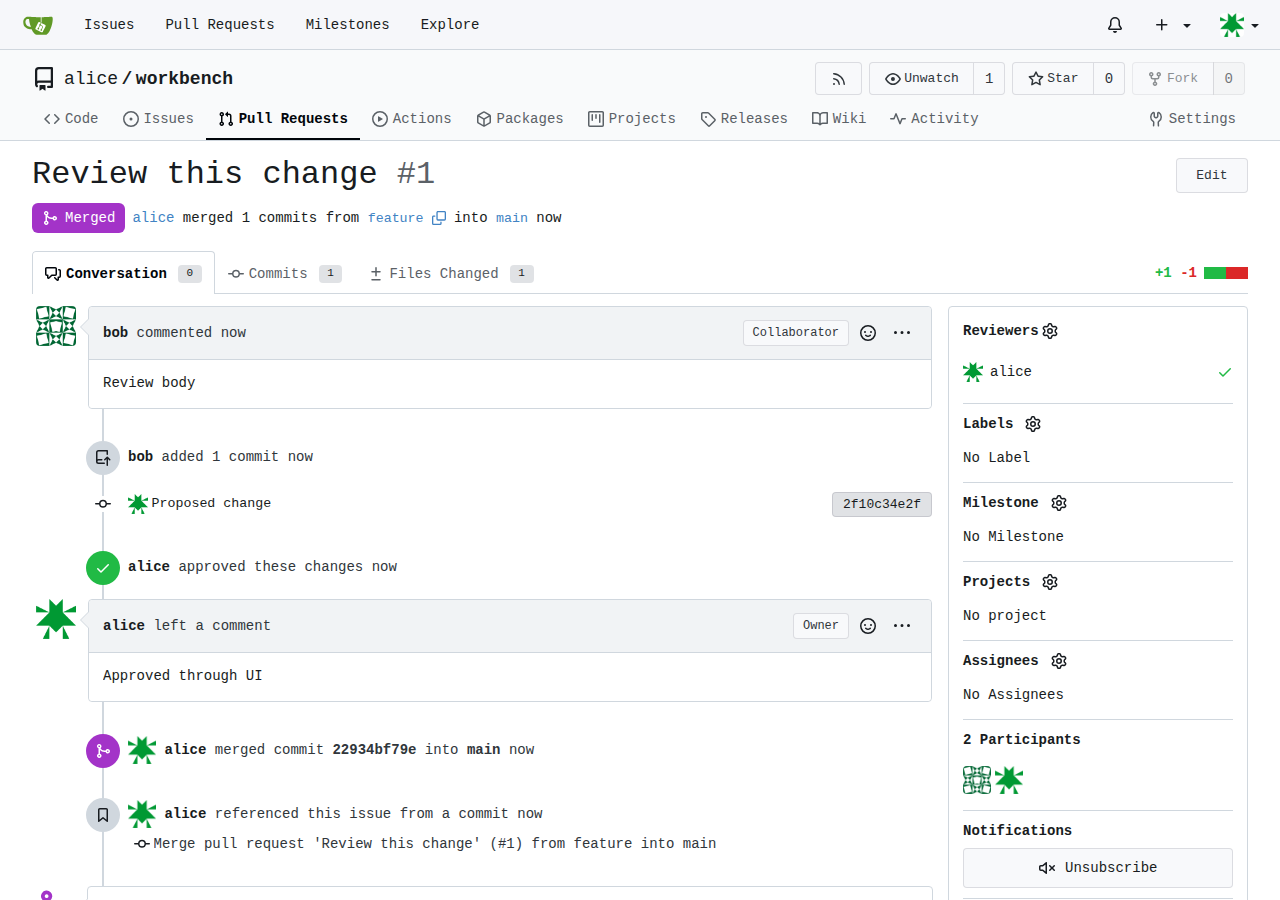 Issues Pull Requests Milestones Explore
alice/workbench
Unwatch 1 Star 0 Fork 0
Code Issues Pull Requests Actions Packages Projects Releases Wiki Activity Settings
Review this change #1
Edit
Merged alice merged 1 commits from feature into main now
Conversation 0 Commits 1 Files Changed 1 +1 -1
bob commented now Collaborator
Review body
bob added 1 commit now
Proposed change 2f10c34e2f
alice approved these changes now
alice left a comment Owner
Approved through UI
alice merged commit 22934bf79e into main now
alice referenced this issue from a commit now
Merge pull request 'Review this change' (#1) from feature into main
Reviewers
alice
Labels
No Label
Milestone
No Milestone
Projects
No project
Assignees
No Assignees
2 Participants
Notifications
Unsubscribe